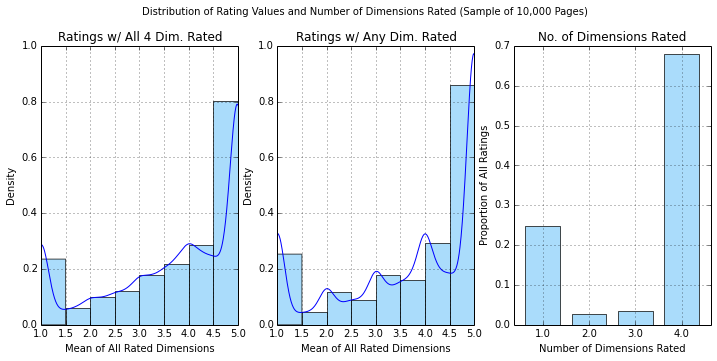 Distribution of Rating Values and Number of Dimensions Rated (Sample of 10,000 Pages)
Ratings w/ All 4 Dim. Rated
1.0
0.8
0.6
0.4
0.2
0.0
Density
1.0 1.5 2.0 2.5 3.0 3.5 4.0 4.5 5.0
Mean of All Rated Dimensions
Ratings w/ Any Dim. Rated
1.0
0.8
0.6
0.4
0.2
0.0
Density
1.0 1.5 2.0 2.5 3.0 3.5 4.0 4.5 5.0
Mean of All Rated Dimensions
No. of Dimensions Rated
0.7
0.6
0.5
0.4
0.3
0.2
0.1
0.0
Proportion of All Ratings
1.0 2.0 3.0 4.0
Number of Dimensions Rated